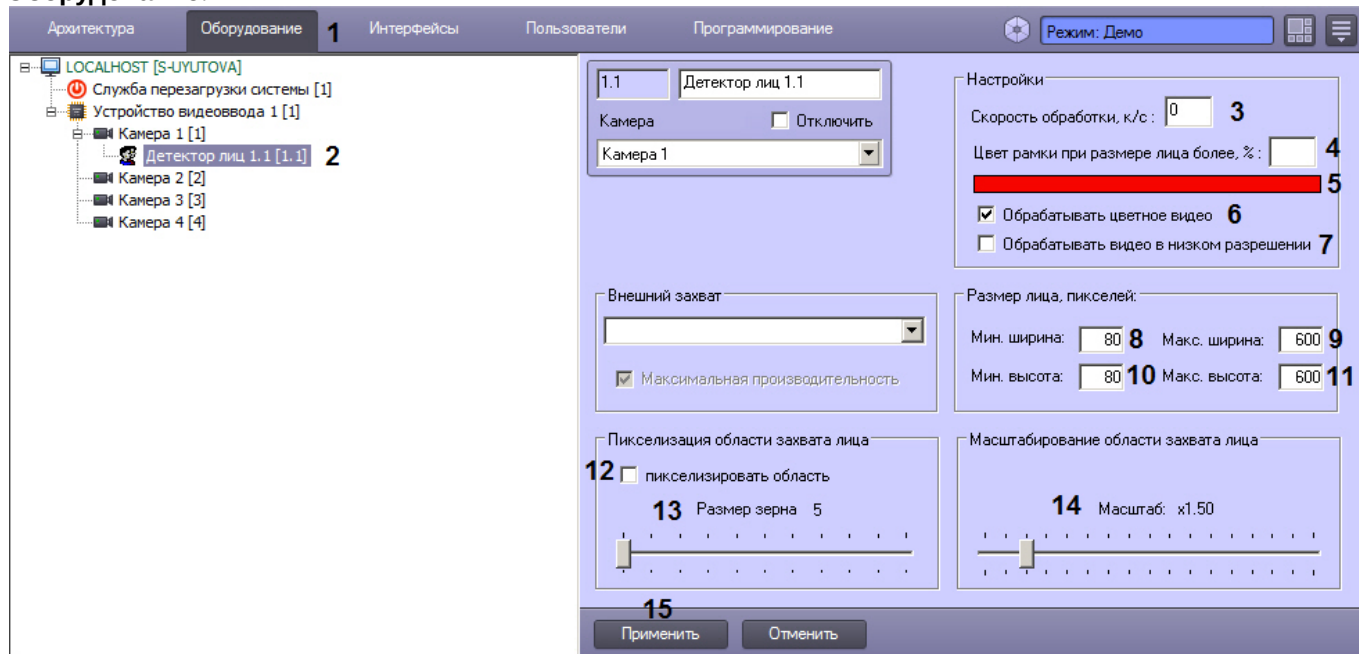 Архитектура Оборудование 1 Интерфейсы Пользователи Программирование Режим: Демо
LOCALHOST [S-UYUTOVA]
Служба перезагрузки системы [1]
Устройство видеоввода 1 [1]
Камера 1 [1]
Детектор лиц 1.1 [1.1] 2
Камера 2 [2]
Камера 3 [3]
Камера 4 [4]
1.1 Детектор лиц 1.1
Камера Отключить
Камера 1
Настройки
Скорость обработки, к/с : 0 3
Цвет рамки при размере лица более, % : 4
5
Обрабатывать цветное видео 6
Обрабатывать видео в низком разрешении 7
Внешний захват
Максимальная производительность
Размер лица, пикселей:
Мин. ширина: 80 8 Макс. ширина: 600 9
Мин. высота: 80 10 Макс. высота: 600 11
Пикселизация области захвата лица
12 пикселизировать область
13 Размер зерна 5
Масштабирование области захвата лица
14 Масштаб: x1.50
15
Применить Отменить